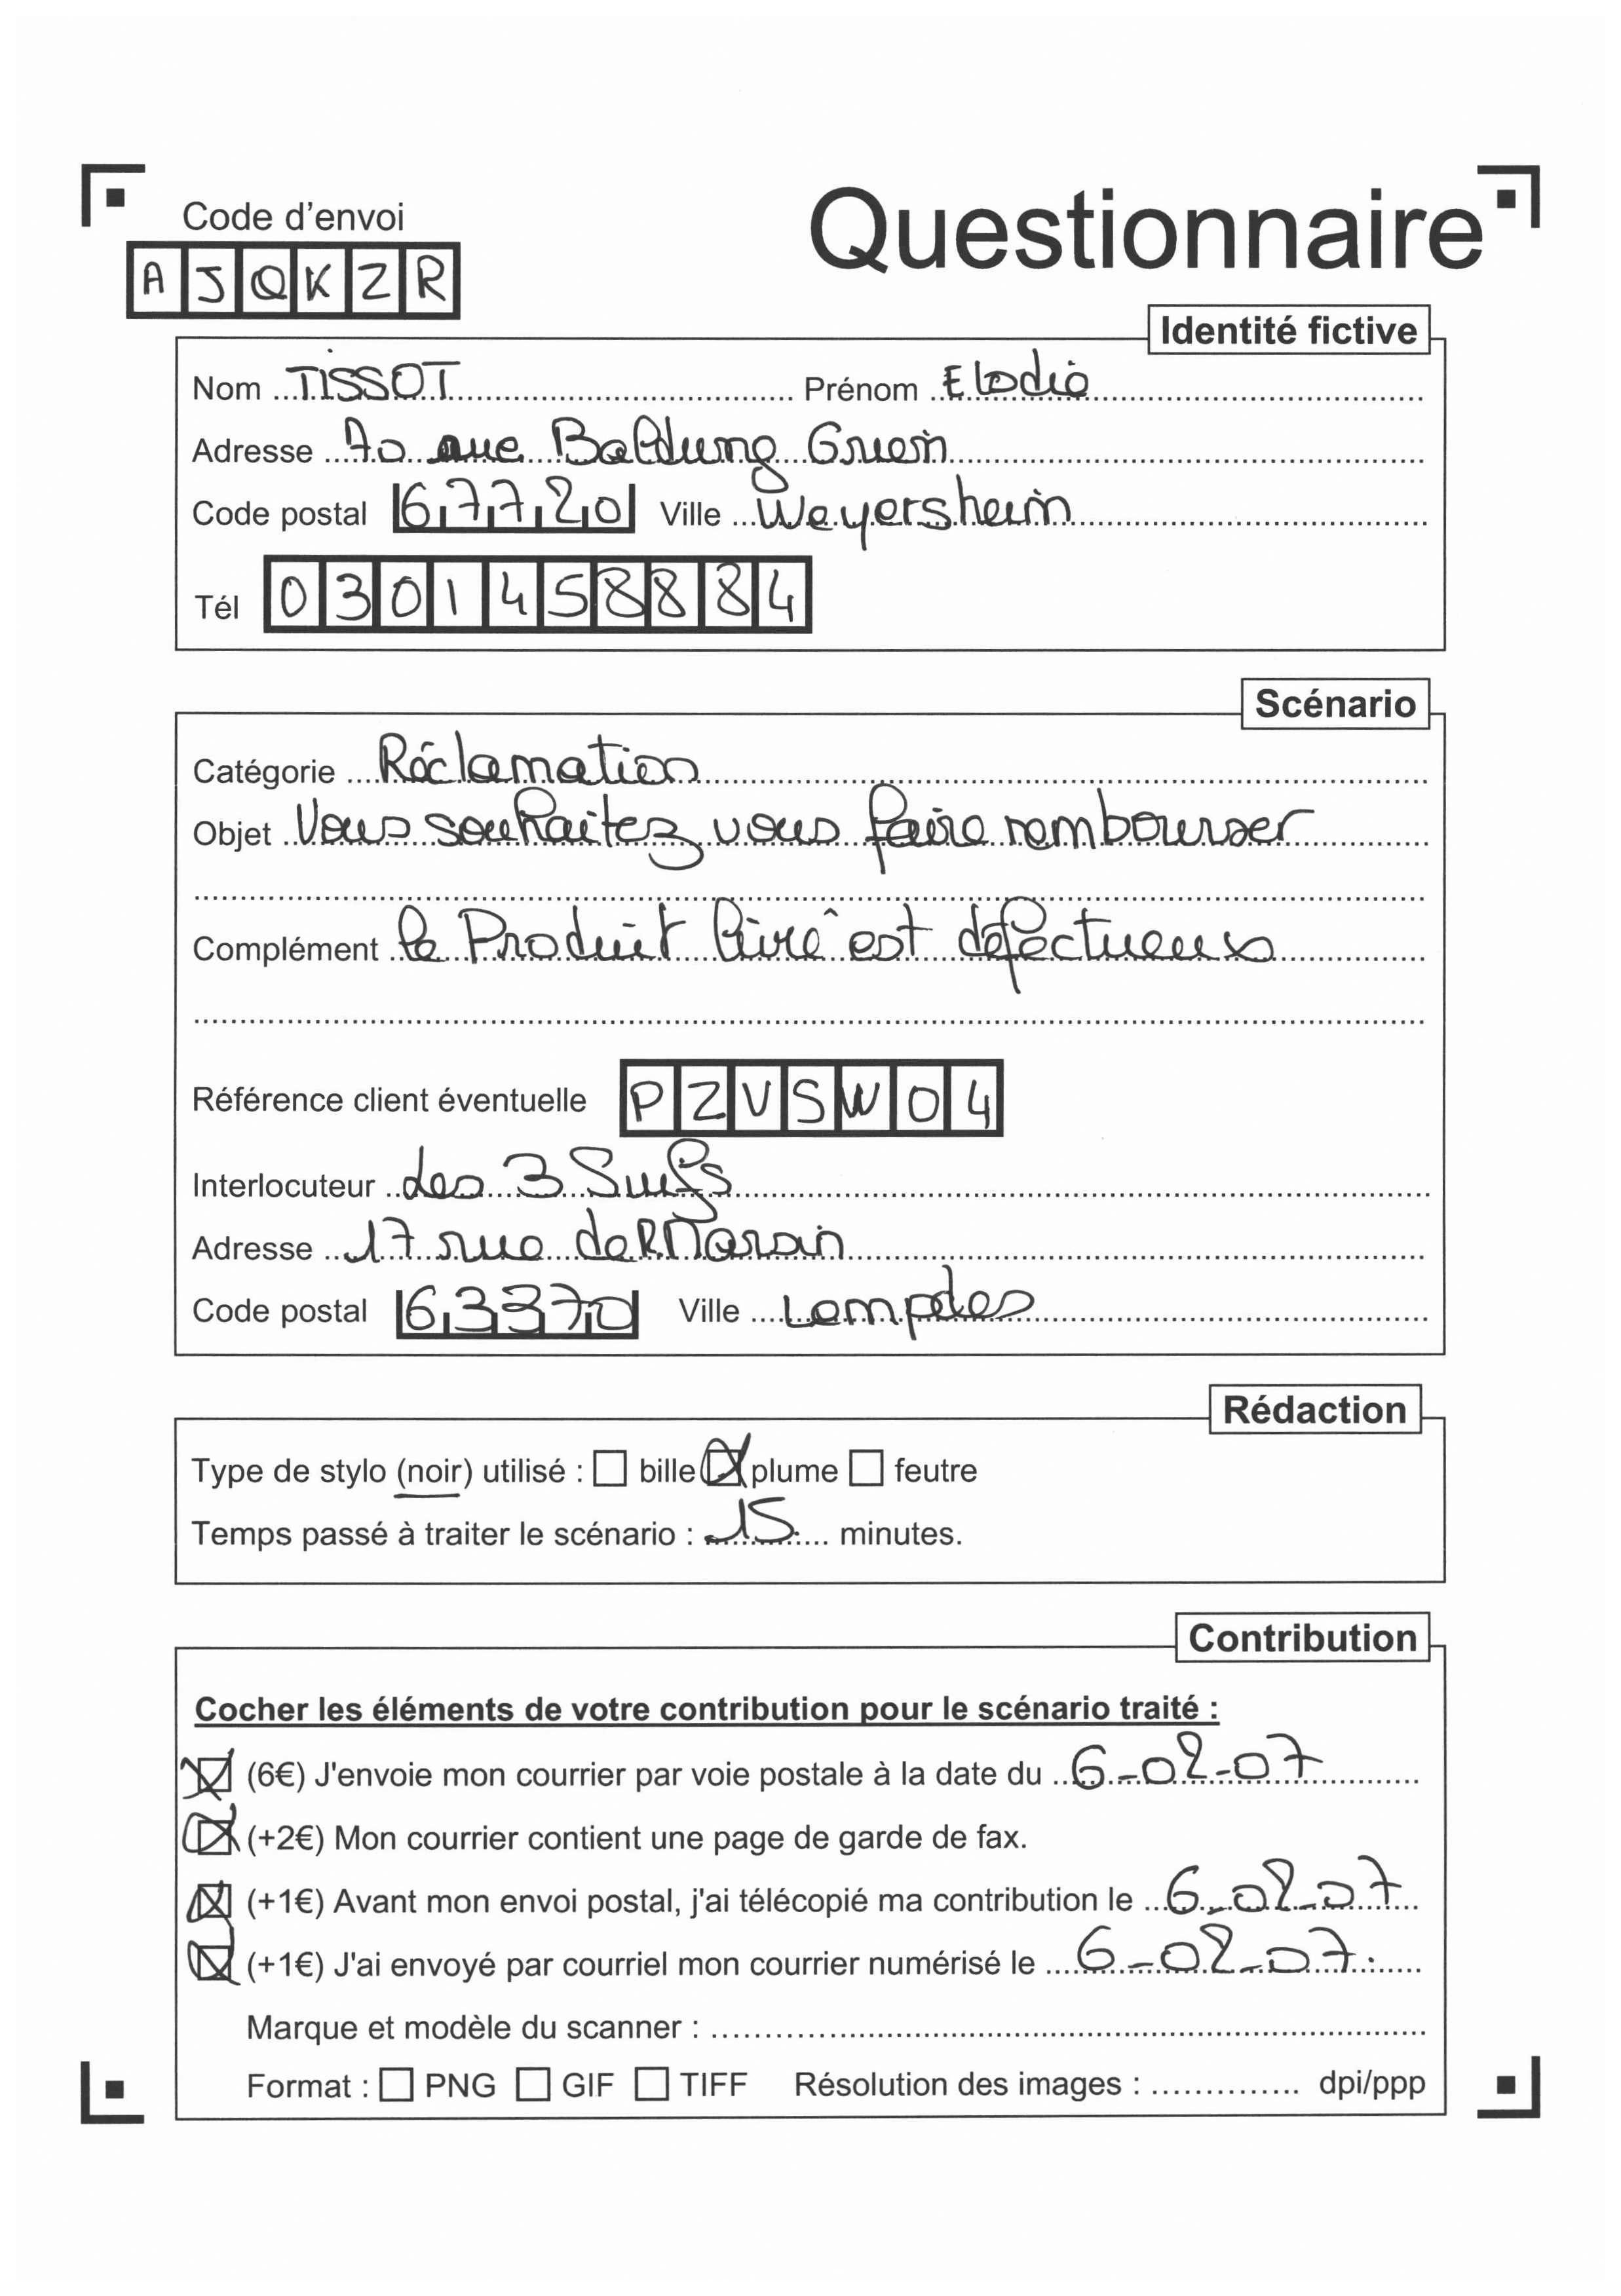 Code d'envoi
Questionnaire
AJQKZR
Identité fictive
Nom TISSOT Prénom Elodie
Adresse 70 rue Baldung Grien
Code postal 67720 Ville Weyersheim
Tél 0301458884
Scénario
Catégorie Réclamation
Objet Vous souhaitez vous faire rembourser
Complément le Produit livré est défectueux
Référence client éventuelle PZVSW04
Interlocuteur des 3 Suifs
Adresse 17 rue de
Code postal 63370 Ville Lempdes
Rédaction
Type de stylo (noir) utilisé : bille plume feutre
Temps passé à traiter le scénario : 15 minutes.
Contribution
Cocher les éléments de votre contribution pour le scénario traité :
(6€) J'envoie mon courrier par voie postale à la date du 6-02-07
(+2€) Mon courrier contient une page de garde de fax.
(+1€) Avant mon envoi postal, j'ai télécopié ma contribution le 6-02-07
(+1€) J'ai envoyé par courriel mon courrier numérisé le 6-02-07.
Marque et modèle du scanner :
Format : PNG GIF TIFF Résolution des images : dpi/ppp